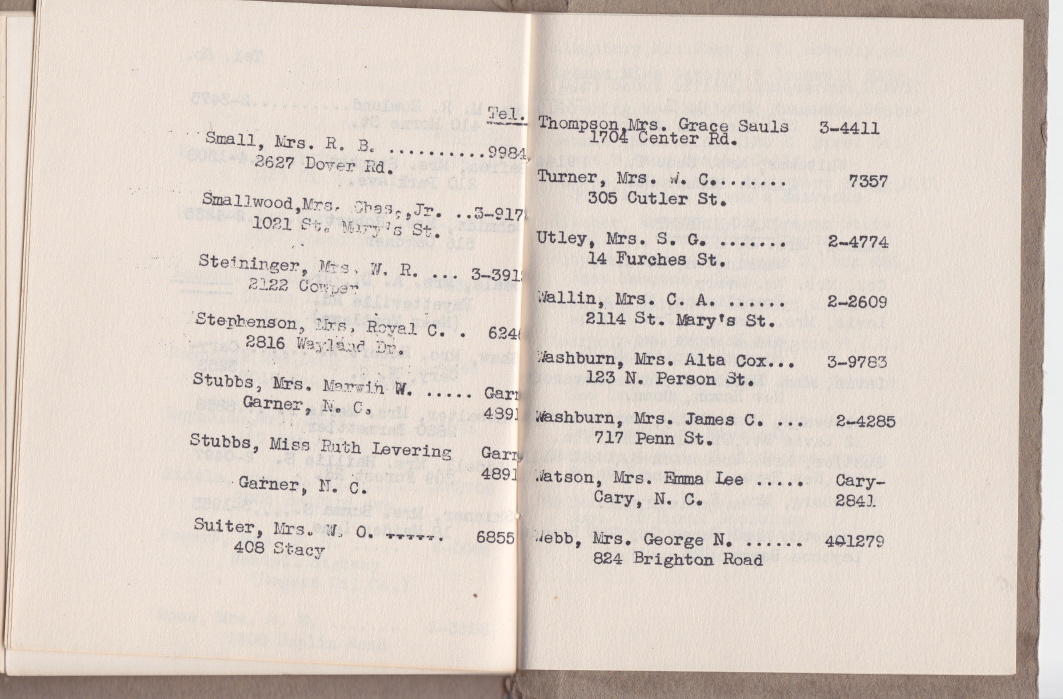 Tel.
Small, Mrs. R. B. ..........9984
2627 Dover Rd.
Smallwood,Mrs. Chas.,Jr. ..3-917
1021 St. Mary's St.
Steininger, Mrs. W. R. ... 3-391
2122 Cowper
Stephenson, Mrs. Royal C. . 624
2816 Wayland Dr.
Stubbs, Mrs. Marwin W. ..... Garn
Garner, N. C. 4891
Stubbs, Miss Ruth Levering Garn
4891
Garner, N. C.
Suiter, Mrs. W. O. ...... 6855
408 Stacy
Thompson,Mrs. Grace Sauls 3-4411
1704 Center Rd.
Turner, Mrs. W. C........ 7357
305 Cutler St.
Utley, Mrs. S. G. ....... 2-4774
14 Furches St.
Wallin, Mrs. C. A. ...... 2-2609
2114 St. Mary's St.
Washburn, Mrs. Alta Cox... 3-9783
123 N. Person St.
Washburn, Mrs. James C. ... 2-4285
717 Penn St.
Watson, Mrs. Emma Lee ..... Cary-
Cary, N. C. 2841
Webb, Mrs. George N. ...... 401279
824 Brighton Road